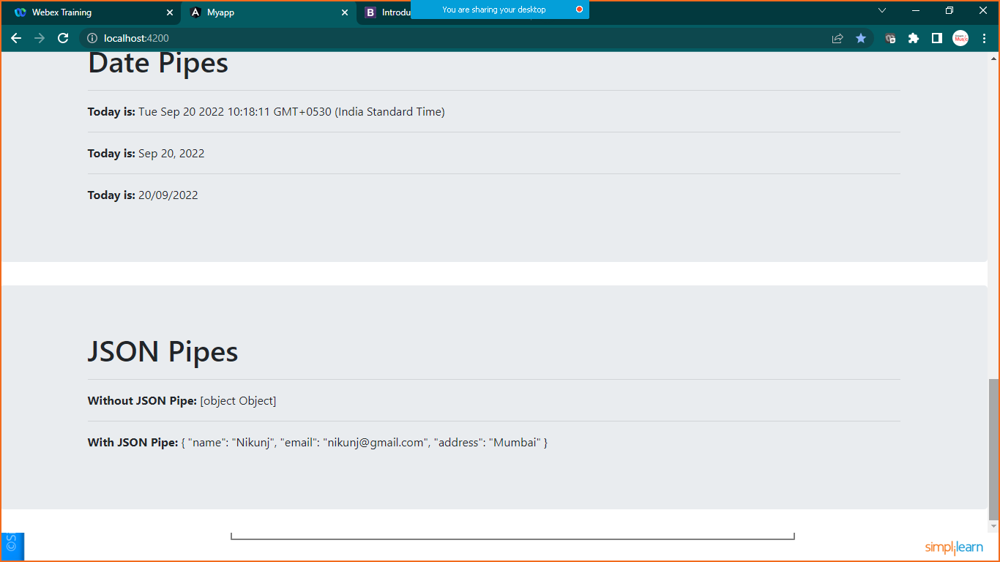 Webex Training
Myapp
Introdu
You are sharing your desktop
localhost:4200
Date Pipes
Today is: Tue Sep 20 2022 10:18:11 GMT+0530 (India Standard Time)
Today is: Sep 20, 2022
Today is: 20/09/2022
JSON Pipes
Without JSON Pipe: [object Object]
With JSON Pipe: { "name": "Nikunj", "email": "nikunj@gmail.com", "address": "Mumbai" }
©S
simplilearn